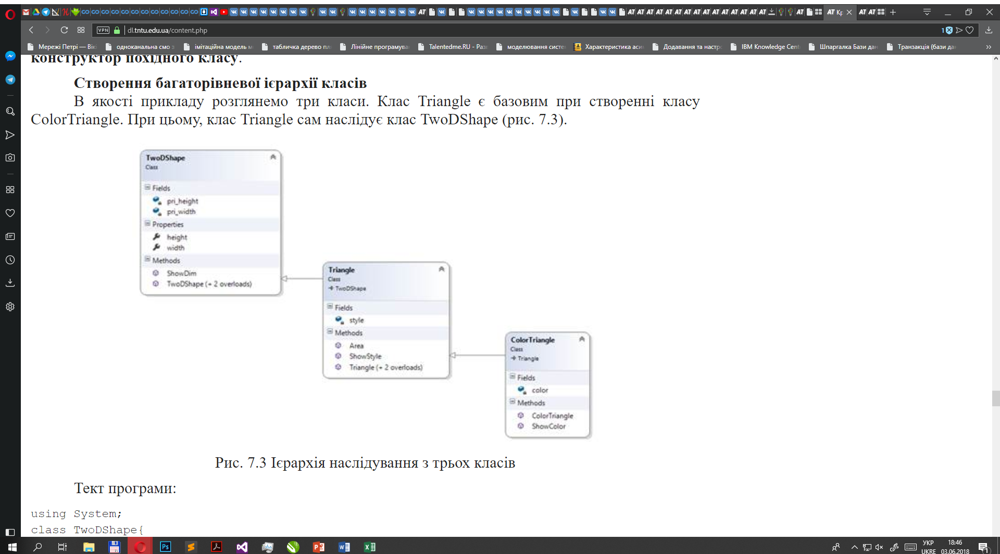 АТ Кр
VPN dl.tntu.edu.ua/content.php 1
Мережі Петрі — Вікі
одноканальна смо з
імітаційна модель м
табличка дерево пл
Лінійне програмува
Talentedme.RU - Раз
моделювання систе
Характеристика аси
Додавання та настро
IBM Knowledge Cent
Шпаргалка Бази дан
Транзакція (бази да
конструктор похідного класу.
Створення багаторівневої ієрархії класів
В якості прикладу розглянемо три класи. Клас Triangle є базовим при створенні класу
ColorTriangle. При цьому, клас Triangle сам наслідує клас TwoDShape (рис. 7.3).
TwoDShape
Class
Fields
pri_height
pri_width
Properties
height
width
Methods
ShowDim
TwoDShape (+ 2 overloads)
Triangle
Class
TwoDShape
Fields
style
Methods
Area
ShowStyle
Triangle (+ 2 overloads)
ColorTriangle
Class
Triangle
Fields
color
Methods
ColorTriangle
ShowColor
Рис. 7.3 Ієрархія наслідування з трьох класів
Тект програми:
using System;
class TwoDShape{
УКР
UKRE
18:46
03.06.2018
1